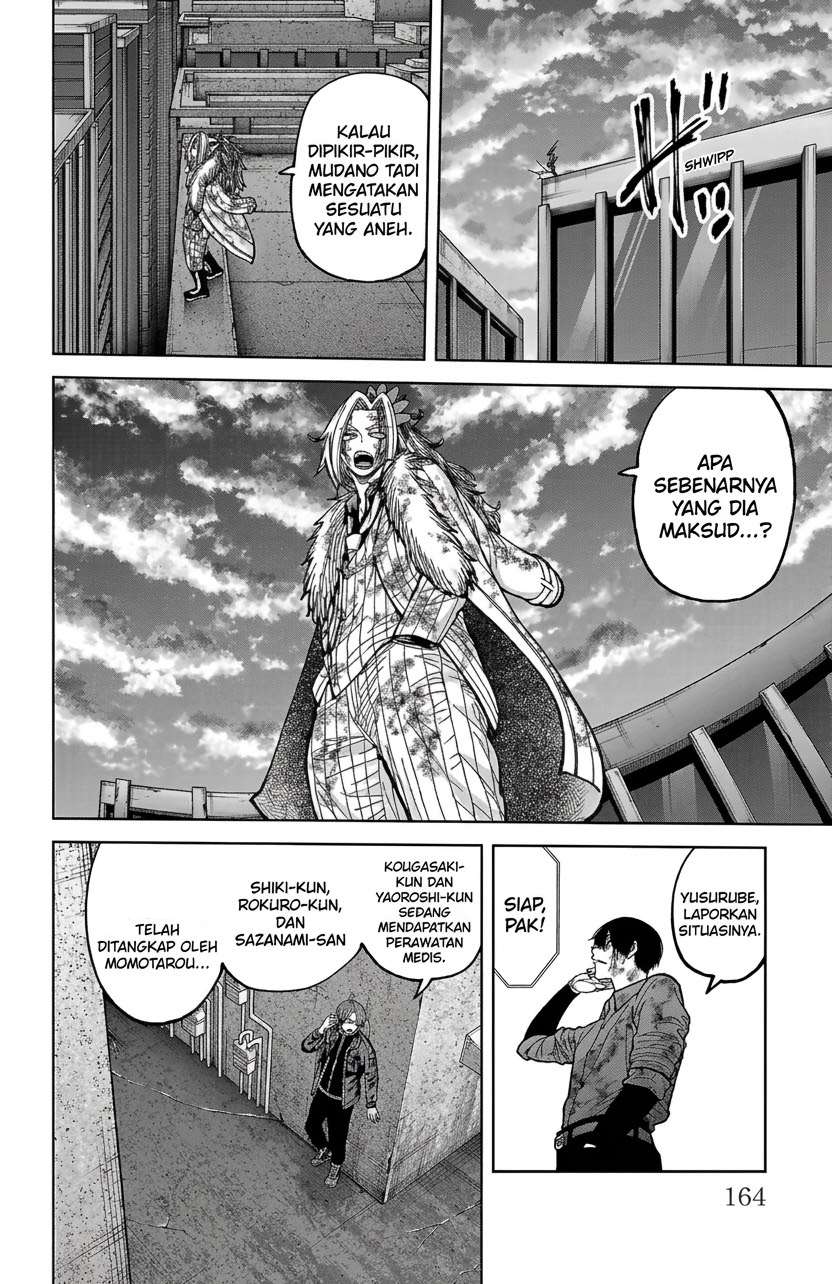 SHWIPP
KALAU
DIPIKIR-PIKIR,
MUDANO TADI
MENGATAKAN
SESUATU
YANG ANEH.
APA
SEBENARNYA
YANG DIA
MAKSUD...?
YUSURUBE,
LAPORKAN
SITUASINYA.
SIAP,
PAK!
KOUGASAKI-
KUN DAN
YAOROSHI-KUN
SEDANG
MENDAPATKAN
PERAWATAN
MEDIS.
SHIKI-KUN,
ROKURO-KUN,
DAN
SAZANAMI-SAN
TELAH
DITANGKAP OLEH
MOMOTAROU...
164